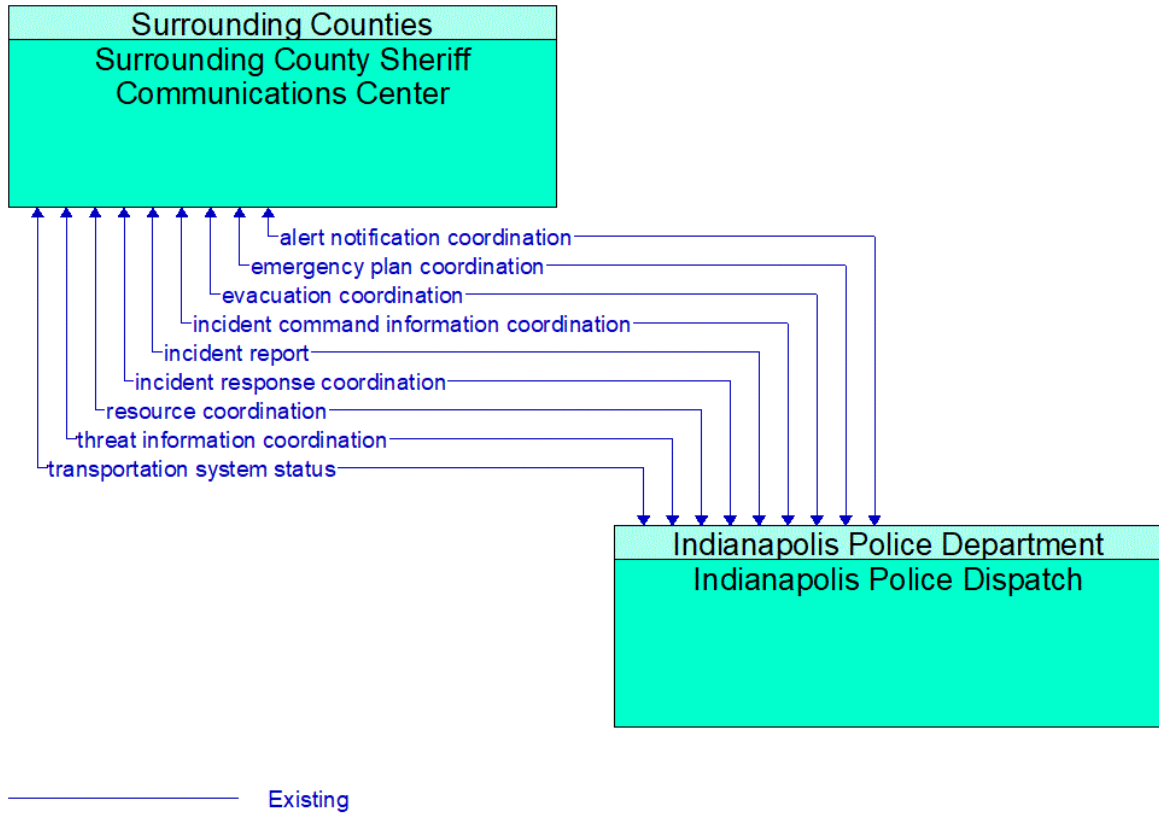 Surrounding Counties
Surrounding County Sheriff
Communications Center
alert notification coordination
emergency plan coordination
evacuation coordination
incident command information coordination
incident report
incident response coordination
resource coordination
threat information coordination
transportation system status
Indianapolis Police Department
Indianapolis Police Dispatch
Existing